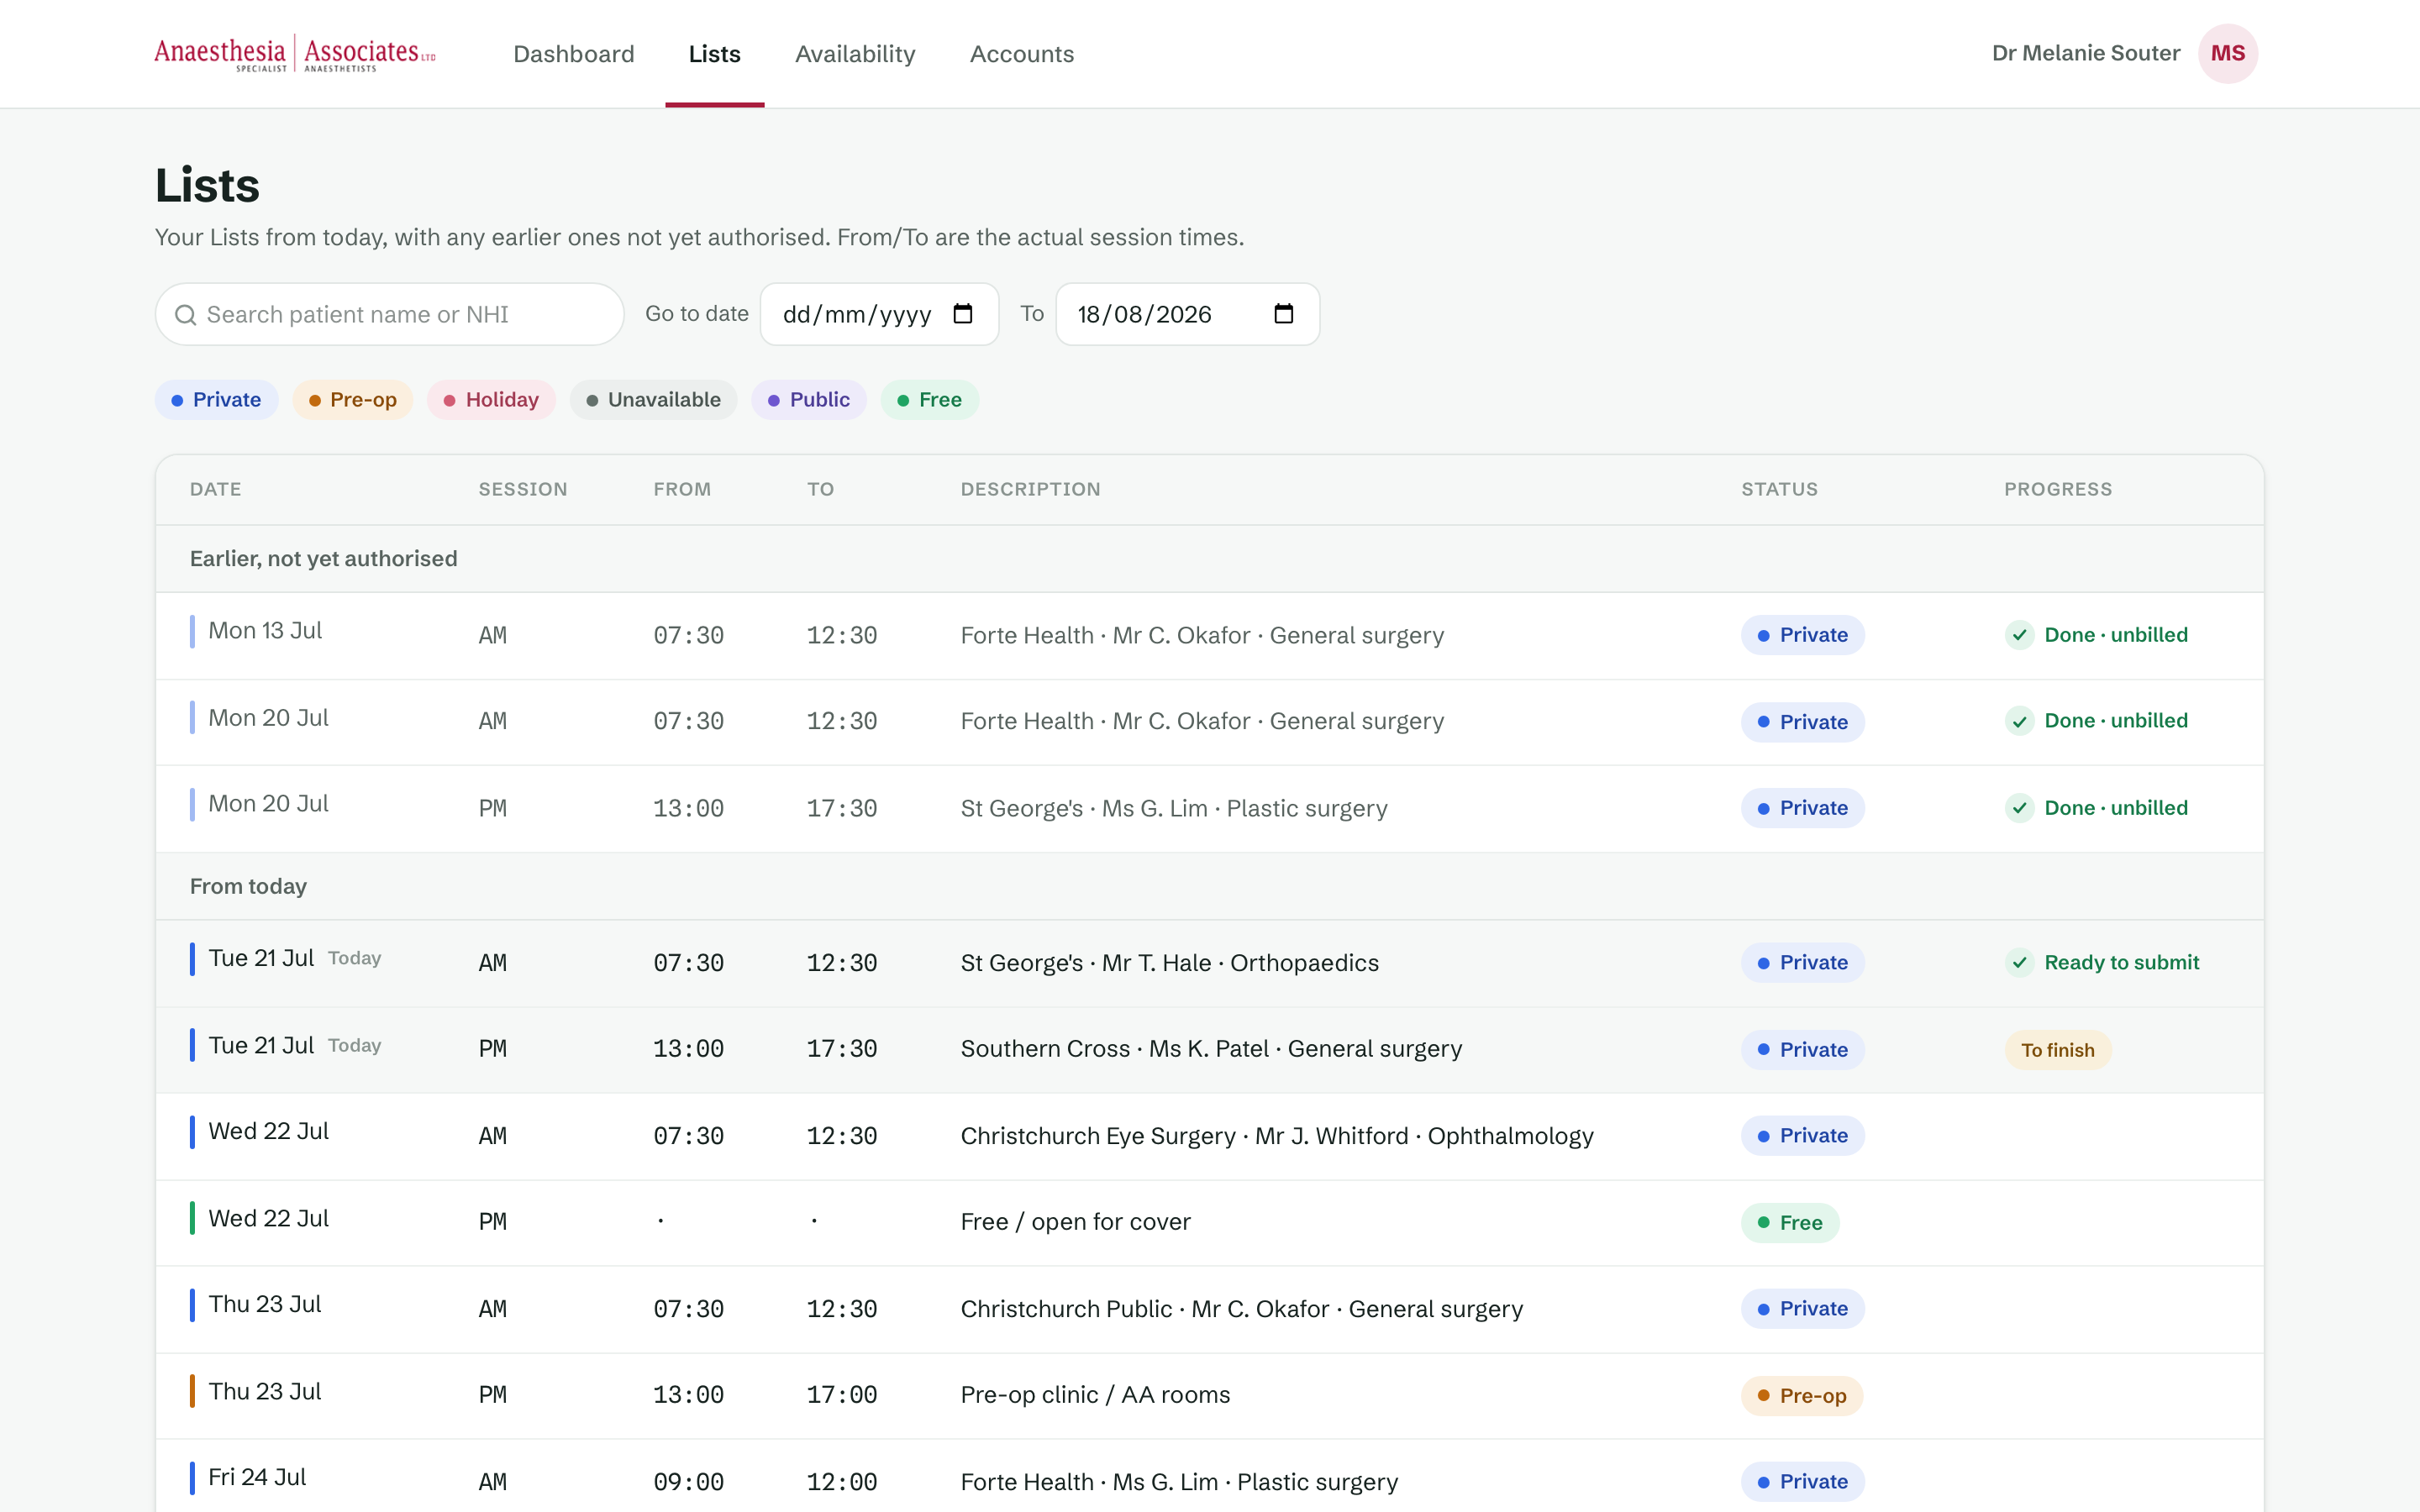 Anaesthesia | Associates LTD
SPECIALIST ANAESTHETISTS
Dashboard
Lists
Availability
Accounts
Dr Melanie Souter
MS
Lists
Your Lists from today, with any earlier ones not yet authorised. From/To are the actual session times.
Search patient name or NHI
Go to date
dd/mm/yyyy
To
18/08/2026
Private
Pre-op
Holiday
Unavailable
Public
Free
DATE SESSION FROM TO DESCRIPTION STATUS PROGRESS
Earlier, not yet authorised
Mon 13 Jul AM 07:30 12:30 Forte Health · Mr C. Okafor · General surgery Private Done · unbilled
Mon 20 Jul AM 07:30 12:30 Forte Health · Mr C. Okafor · General surgery Private Done · unbilled
Mon 20 Jul PM 13:00 17:30 St George's · Ms G. Lim · Plastic surgery Private Done · unbilled
From today
Tue 21 Jul Today AM 07:30 12:30 St George's · Mr T. Hale · Orthopaedics Private Ready to submit
Tue 21 Jul Today PM 13:00 17:30 Southern Cross · Ms K. Patel · General surgery Private To finish
Wed 22 Jul AM 07:30 12:30 Christchurch Eye Surgery · Mr J. Whitford · Ophthalmology Private
Wed 22 Jul PM · · Free / open for cover Free
Thu 23 Jul AM 07:30 12:30 Christchurch Public · Mr C. Okafor · General surgery Private
Thu 23 Jul PM 13:00 17:00 Pre-op clinic / AA rooms Pre-op
Fri 24 Jul AM 09:00 12:00 Forte Health · Ms G. Lim · Plastic surgery Private